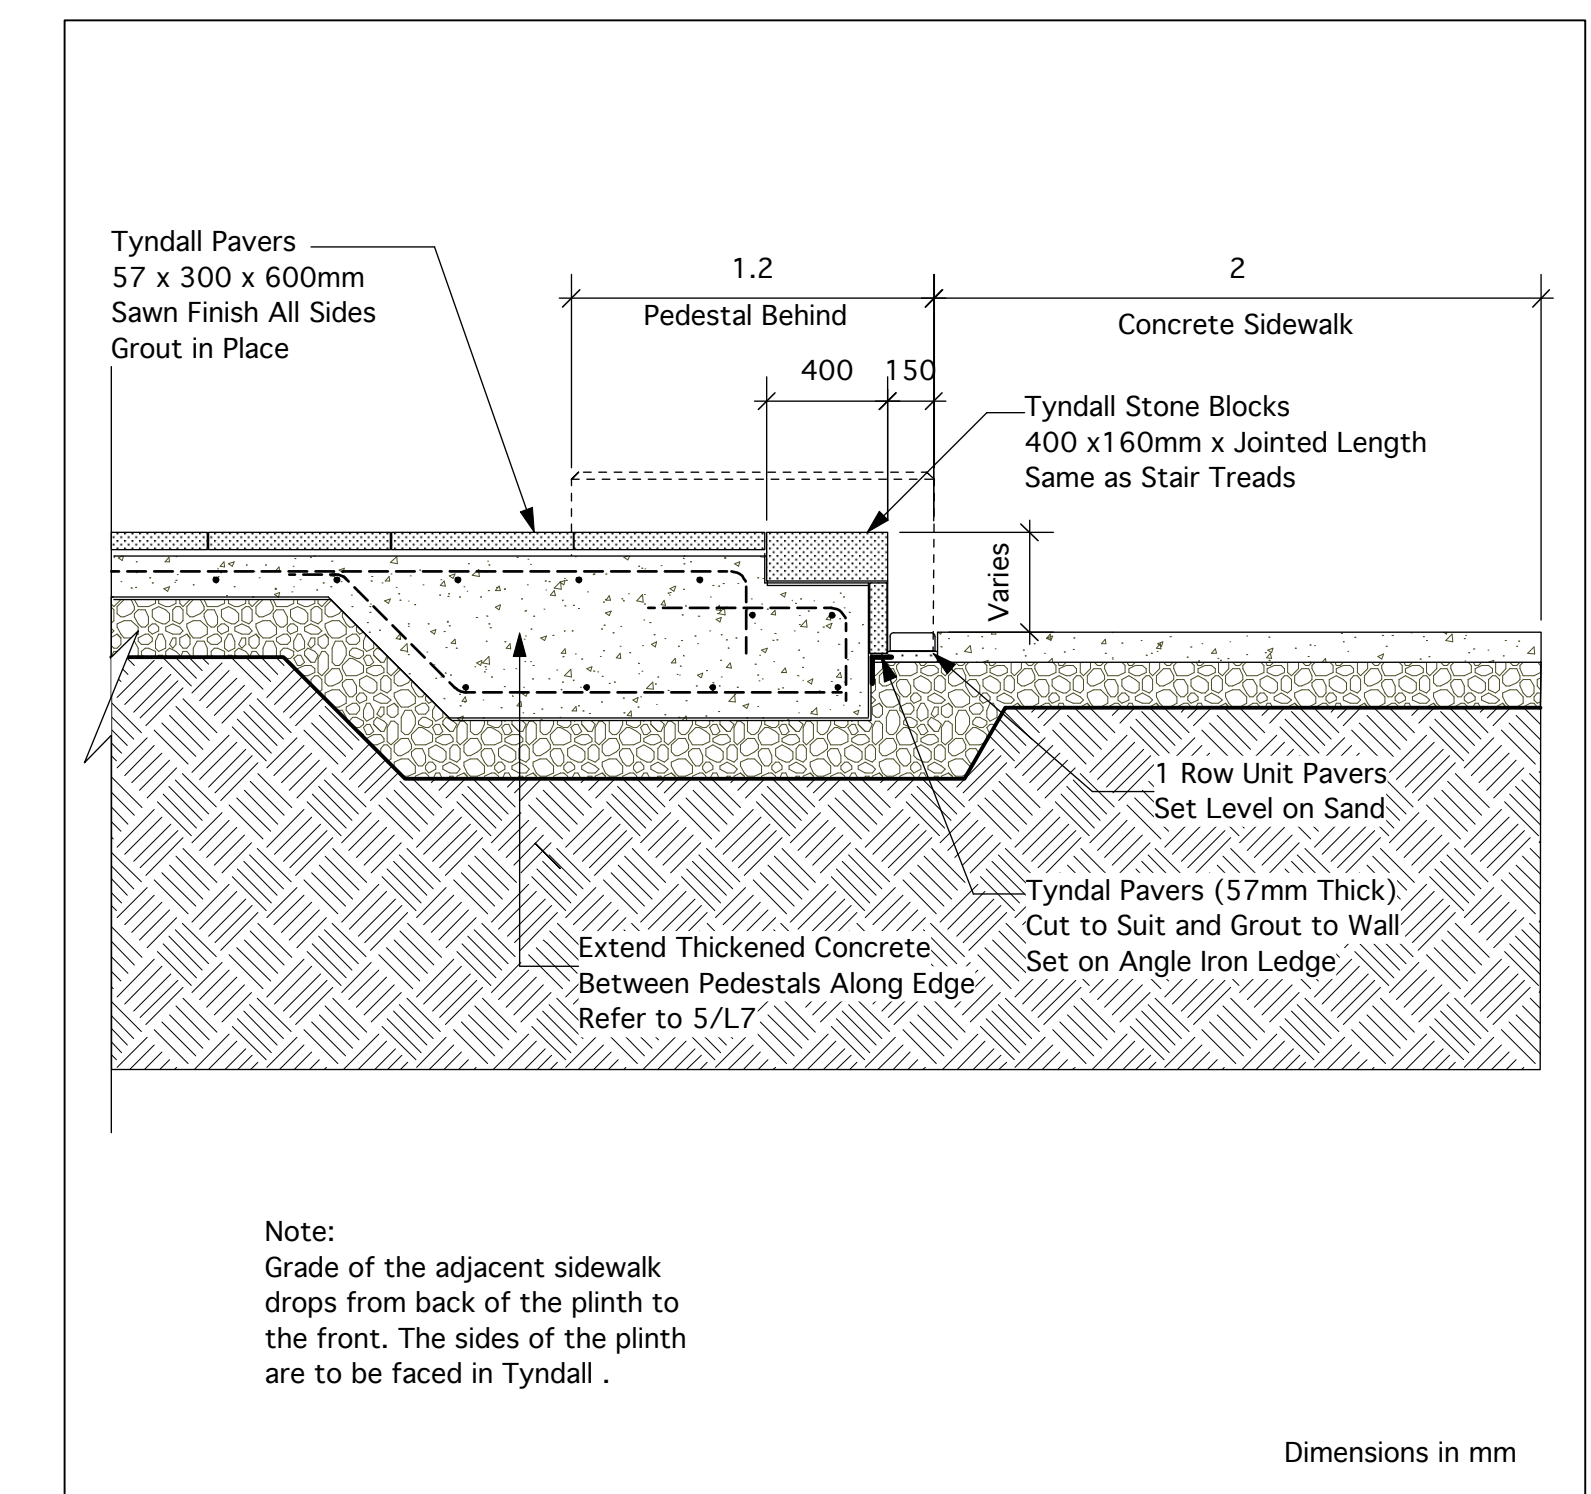 Tyndall Pavers
57 x 300 x 600mm
Sawn Finish All Sides
Grout in Place
1.2
Pedestal Behind
2
Concrete Sidewalk
400
150
Tyndall Stone Blocks
400 x160mm x Jointed Length
Same as Stair Treads
Varies
1 Row Unit Pavers
Set Level on Sand
Tyndal Pavers (57mm Thick)
Cut to Suit and Grout to Wall
Set on Angle Iron Ledge
Extend Thickened Concrete
Between Pedestals Along Edge
Refer to 5/L7
Note:
Grade of the adjacent sidewalk
drops from back of the plinth to
the front. The sides of the plinth
are to be faced in Tyndall .
Dimensions in mm